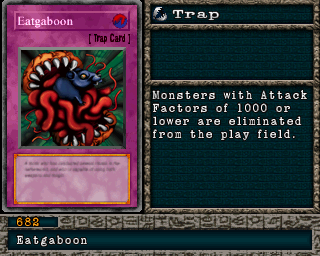 Eatgaboon
[ Trap Card ]
Trap
Monsters with Attack
Factors of 1000 or
lower are eliminated
from the play field.
682
Eatgaboon